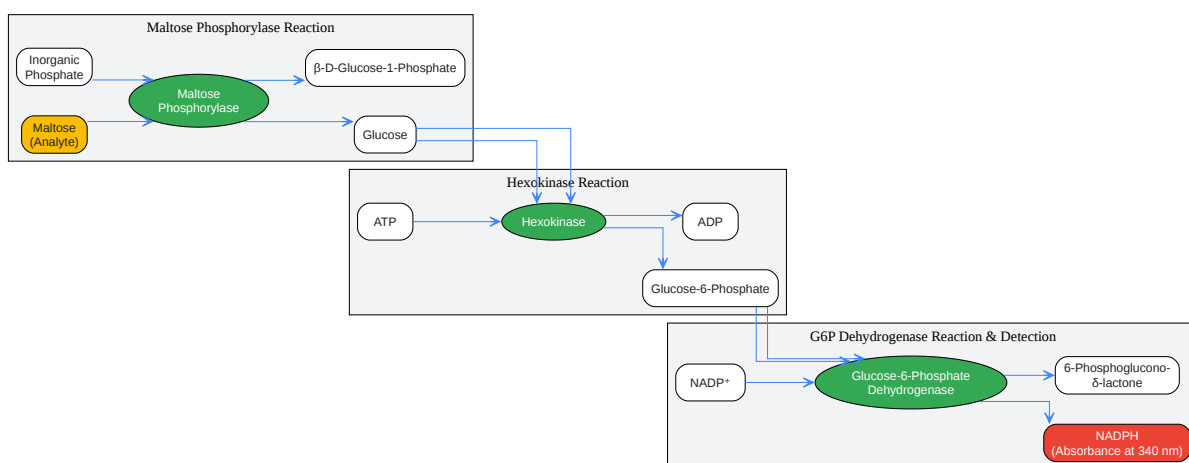 Maltose Phosphorylase Reaction
Inorganic
Phosphate
β-D-Glucose-1-Phosphate
Maltose
Phosphorylase
Maltose
(Analyte)
Glucose
Hexokinase Reaction
ATP
Hexokinase
ADP
Glucose-6-Phosphate
G6P Dehydrogenase Reaction & Detection
NADP⁺
Glucose-6-Phosphate
Dehydrogenase
6-Phosphoglucono-
δ-lactone
NADPH
(Absorbance at 340 nm)